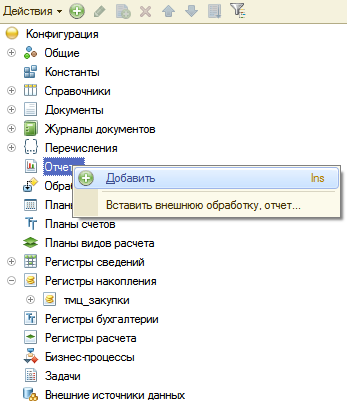 Действия
Конфигурация
Общие
Константы
Справочники
Документы
Журналы документов
Перечисления
Отчет
Добавить Ins
Обра
Вставить внешнюю обработку, отчет...
Планы
Планы счетов
Планы видов расчета
Регистры сведений
Регистры накопления
тмц_закупки
Регистры бухгалтерии
Регистры расчета
Бизнес-процессы
Задачи
Внешние источники данных